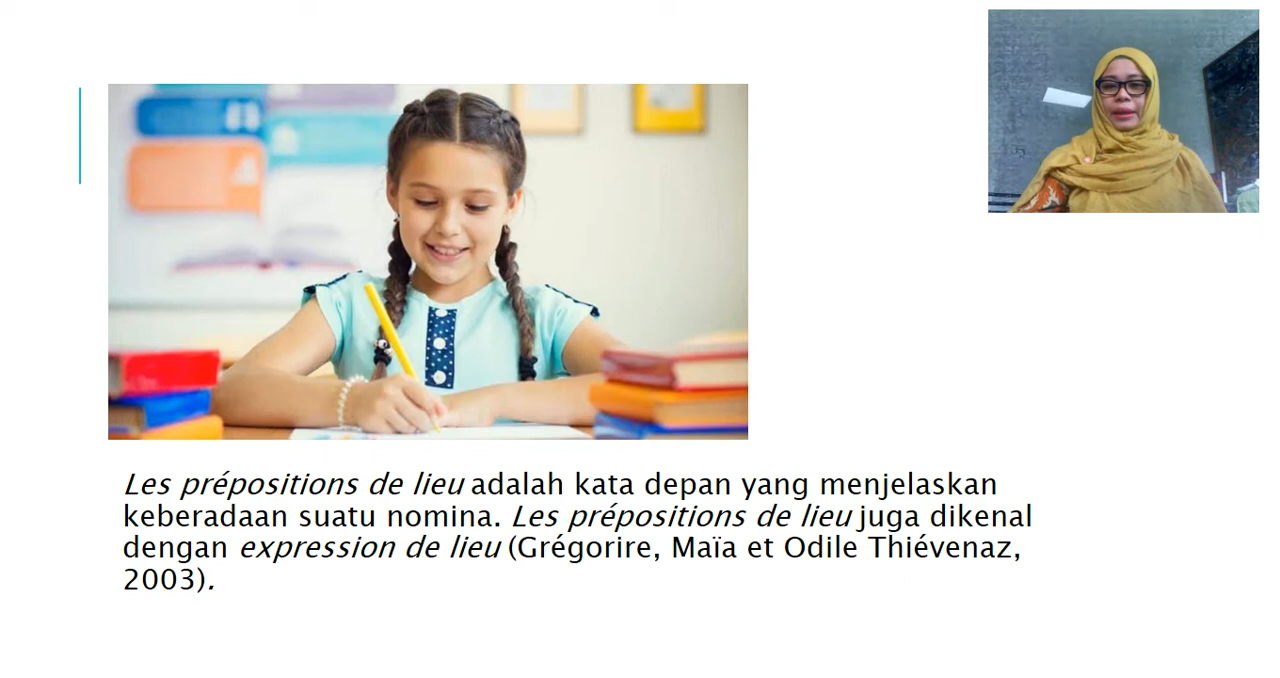 Les prépositions de lieu adalah kata depan yang menjelaskan
keberadaan suatu nomina. Les prépositions de lieu juga dikenal
dengan expression de lieu (Grégorire, Maïa et Odile Thiévenaz,
2003).